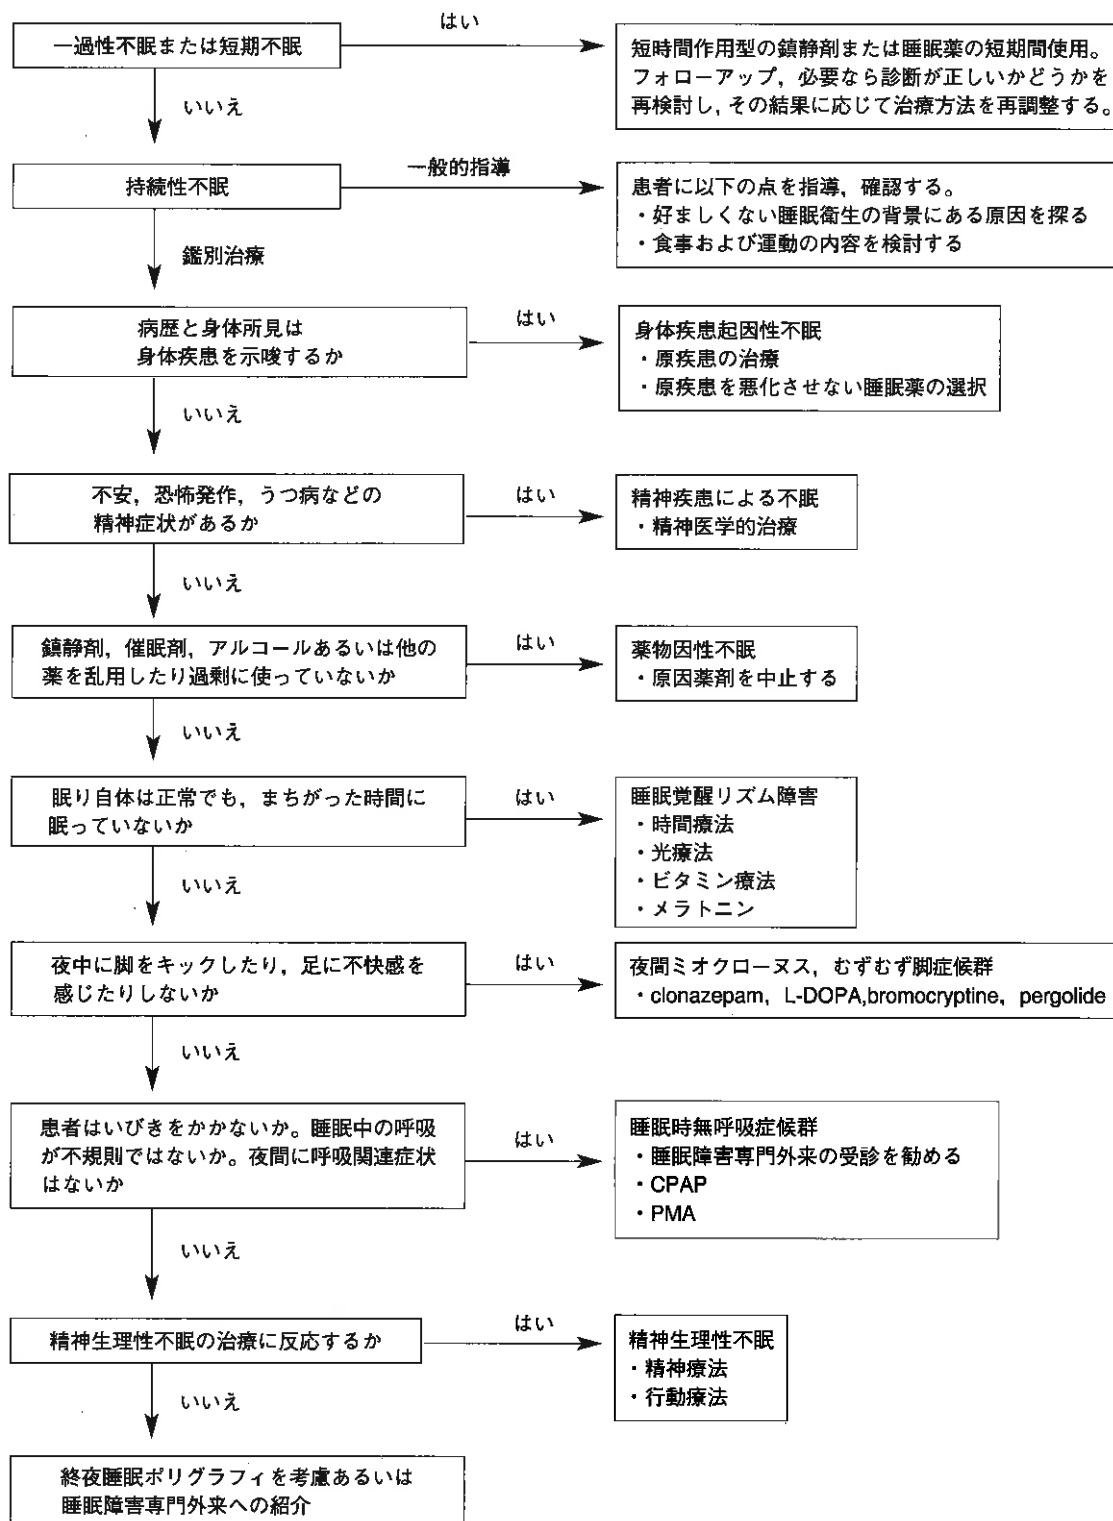 一過性不眠または短期不眠
はい
短時間作用型の鎮静剤または睡眠薬の短期間使用。
フォローアップ，必要なら診断が正しいかどうかを
再検討し，その結果に応じて治療方法を再調整する。
いいえ
持続性不眠
一般的指導
患者に以下の点を指導，確認する。
・好ましくない睡眠衛生の背景にある原因を探る
・食事および運動の内容を検討する
鑑別治療
病歴と身体所見は
身体疾患を示唆するか
はい
身体疾患起因性不眠
・原疾患の治療
・原疾患を悪化させない睡眠薬の選択
いいえ
不安，恐怖発作，うつ病などの
精神症状があるか
はい
精神疾患による不眠
・精神医学的治療
いいえ
鎮静剤，催眠剤，アルコールあるいは他の
薬を乱用したり過剰に使っていないか
はい
薬物因性不眠
・原因薬剤を中止する
いいえ
眠り自体は正常でも，まちがった時間に
眠っていないか
はい
睡眠覚醒リズム障害
・時間療法
・光療法
・ビタミン療法
・メラトニン
いいえ
夜中に脚をキックしたり，足に不快感を
感じたりしないか
はい
夜間ミオクローヌス，むずむず脚症候群
・clonazepam，L-DOPA,bromocryptine，pergolide
いいえ
患者はいびきをかかないか。睡眠中の呼吸
が不規則ではないか。夜間に呼吸関連症状
はないか
はい
睡眠時無呼吸症候群
・睡眠障害専門外来の受診を勧める
・CPAP
・PMA
いいえ
精神生理性不眠の治療に反応するか
はい
精神生理性不眠
・精神療法
・行動療法
いいえ
終夜睡眠ポリグラフィを考慮あるいは
睡眠障害専門外来への紹介